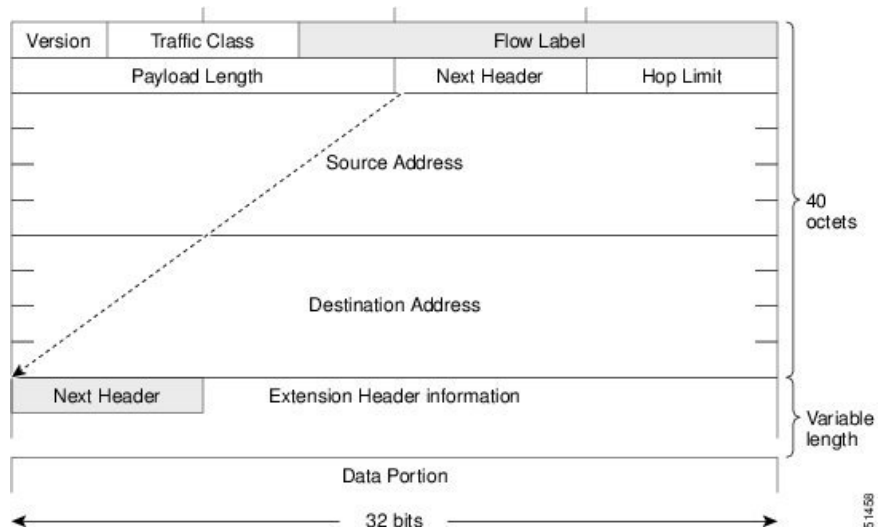 Version Traffic Class Flow Label
Payload Length Next Header Hop Limit
Source Address
40
octets
Destination Address
Next Header Extension Header information
Variable
length
Data Portion
32 bits
51458